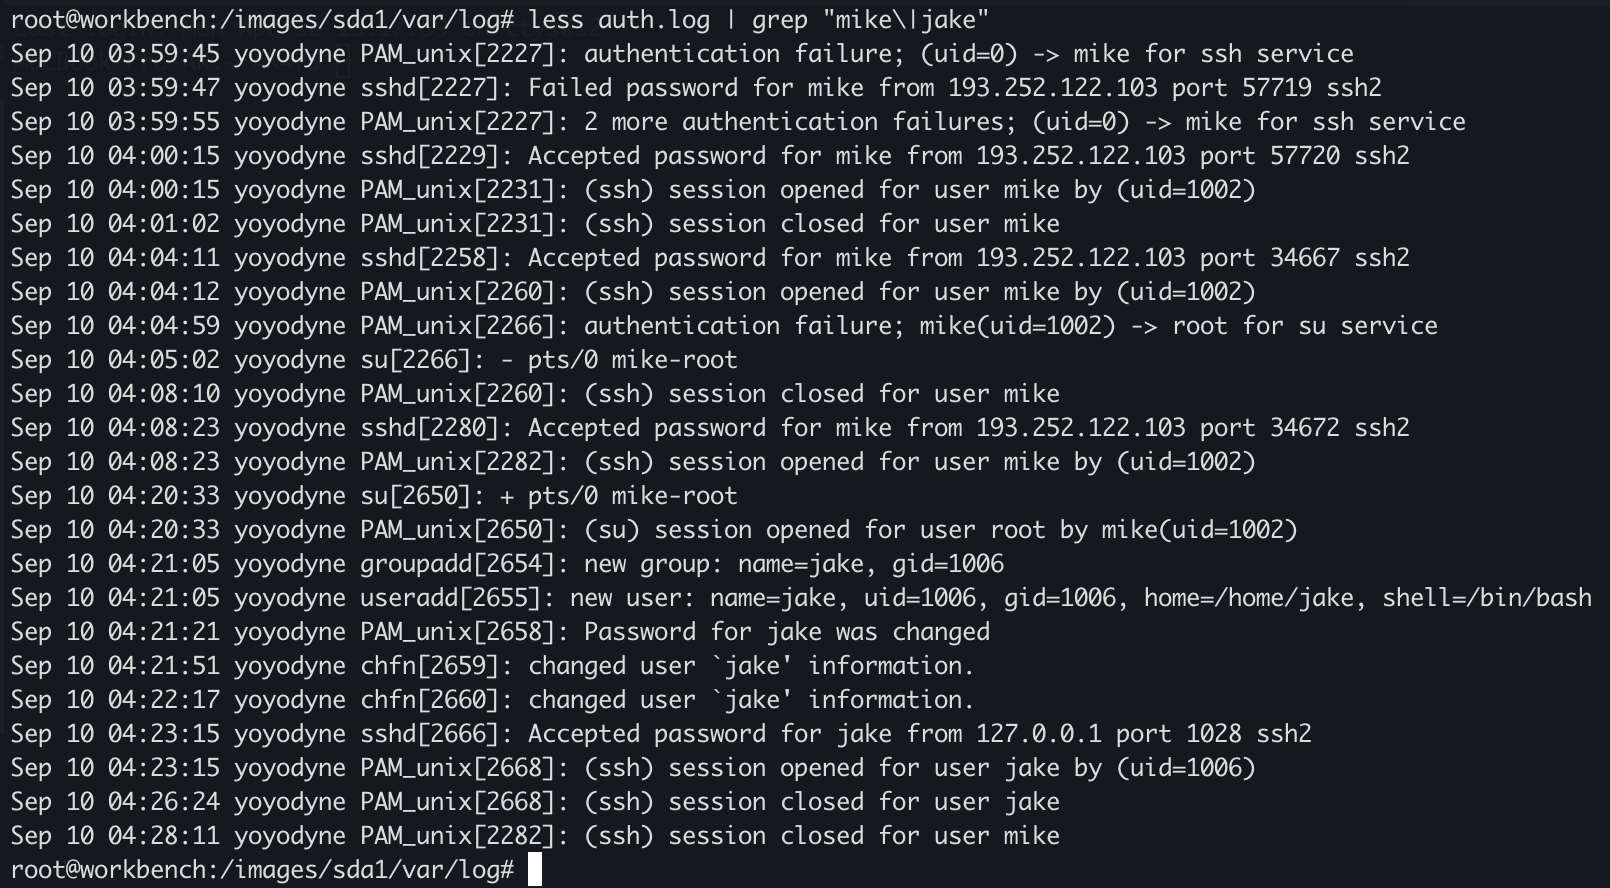 root@workbench:/images/sda1/var/log# less auth.log | grep "mike\|jake"
Sep 10 03:59:45 yoyodyne PAM_unix[2227]: authentication failure; (uid=0) -> mike for ssh service
Sep 10 03:59:47 yoyodyne sshd[2227]: Failed password for mike from 193.252.122.103 port 57719 ssh2
Sep 10 03:59:55 yoyodyne PAM_unix[2227]: 2 more authentication failures; (uid=0) -> mike for ssh service
Sep 10 04:00:15 yoyodyne sshd[2229]: Accepted password for mike from 193.252.122.103 port 57720 ssh2
Sep 10 04:00:15 yoyodyne PAM_unix[2231]: (ssh) session opened for user mike by (uid=1002)
Sep 10 04:01:02 yoyodyne PAM_unix[2231]: (ssh) session closed for user mike
Sep 10 04:04:11 yoyodyne sshd[2258]: Accepted password for mike from 193.252.122.103 port 34667 ssh2
Sep 10 04:04:12 yoyodyne PAM_unix[2260]: (ssh) session opened for user mike by (uid=1002)
Sep 10 04:04:59 yoyodyne PAM_unix[2266]: authentication failure; mike(uid=1002) -> root for su service
Sep 10 04:05:02 yoyodyne su[2266]: - pts/0 mike-root
Sep 10 04:08:10 yoyodyne PAM_unix[2260]: (ssh) session closed for user mike
Sep 10 04:08:23 yoyodyne sshd[2280]: Accepted password for mike from 193.252.122.103 port 34672 ssh2
Sep 10 04:08:23 yoyodyne PAM_unix[2282]: (ssh) session opened for user mike by (uid=1002)
Sep 10 04:20:33 yoyodyne su[2650]: + pts/0 mike-root
Sep 10 04:20:33 yoyodyne PAM_unix[2650]: (su) session opened for user root by mike(uid=1002)
Sep 10 04:21:05 yoyodyne groupadd[2654]: new group: name=jake, gid=1006
Sep 10 04:21:05 yoyodyne useradd[2655]: new user: name=jake, uid=1006, gid=1006, home=/home/jake, shell=/bin/bash
Sep 10 04:21:21 yoyodyne PAM_unix[2658]: Password for jake was changed
Sep 10 04:21:51 yoyodyne chfn[2659]: changed user `jake' information.
Sep 10 04:22:17 yoyodyne chfn[2660]: changed user `jake' information.
Sep 10 04:23:15 yoyodyne sshd[2666]: Accepted password for jake from 127.0.0.1 port 1028 ssh2
Sep 10 04:23:15 yoyodyne PAM_unix[2668]: (ssh) session opened for user jake by (uid=1006)
Sep 10 04:26:24 yoyodyne PAM_unix[2668]: (ssh) session closed for user jake
Sep 10 04:28:11 yoyodyne PAM_unix[2282]: (ssh) session closed for user mike
root@workbench:/images/sda1/var/log#